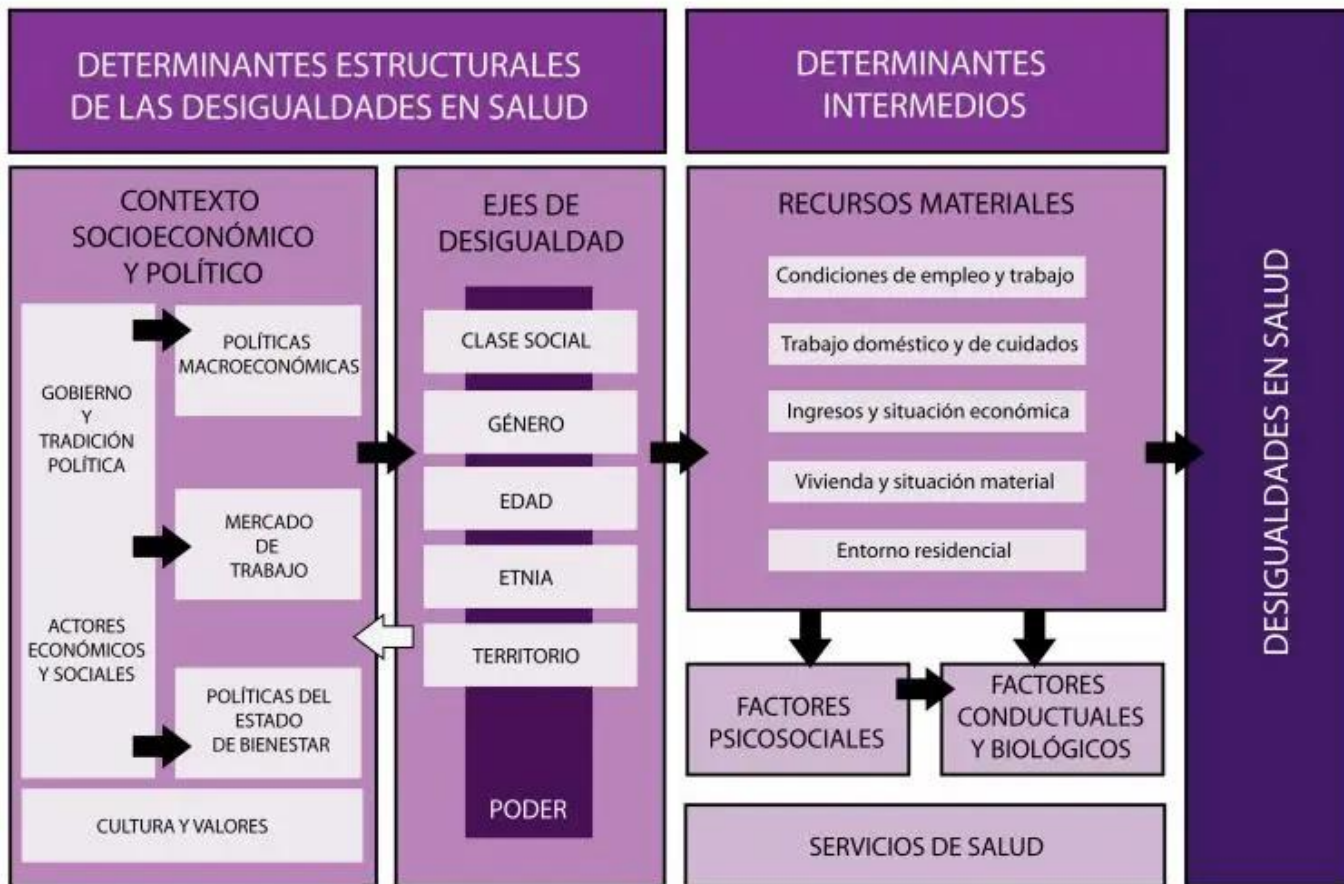 DETERMINANTES ESTRUCTURALES
DE LAS DESIGUALDADES EN SALUD
DETERMINANTES
INTERMEDIOS
CONTEXTO
SOCIOECONÓMICO
Y POLÍTICO
GOBIERNO
Y
TRADICIÓN
POLÍTICA
ACTORES
ECONÓMICOS
Y SOCIALES
POLÍTICAS
MACROECONÓMICAS
MERCADO
DE
TRABAJO
POLÍTICAS DEL
ESTADO
DE BIENESTAR
CULTURA Y VALORES
EJES DE
DESIGUALDAD
CLASE SOCIAL
GÉNERO
EDAD
ETNIA
TERRITORIO
PODER
RECURSOS MATERIALES
Condiciones de empleo y trabajo
Trabajo doméstico y de cuidados
Ingresos y situación económica
Vivienda y situación material
Entorno residencial
FACTORES
PSICOSOCIALES
FACTORES
CONDUCTUALES
Y BIOLÓGICOS
SERVICIOS DE SALUD
DESIGUALDADES EN SALUD